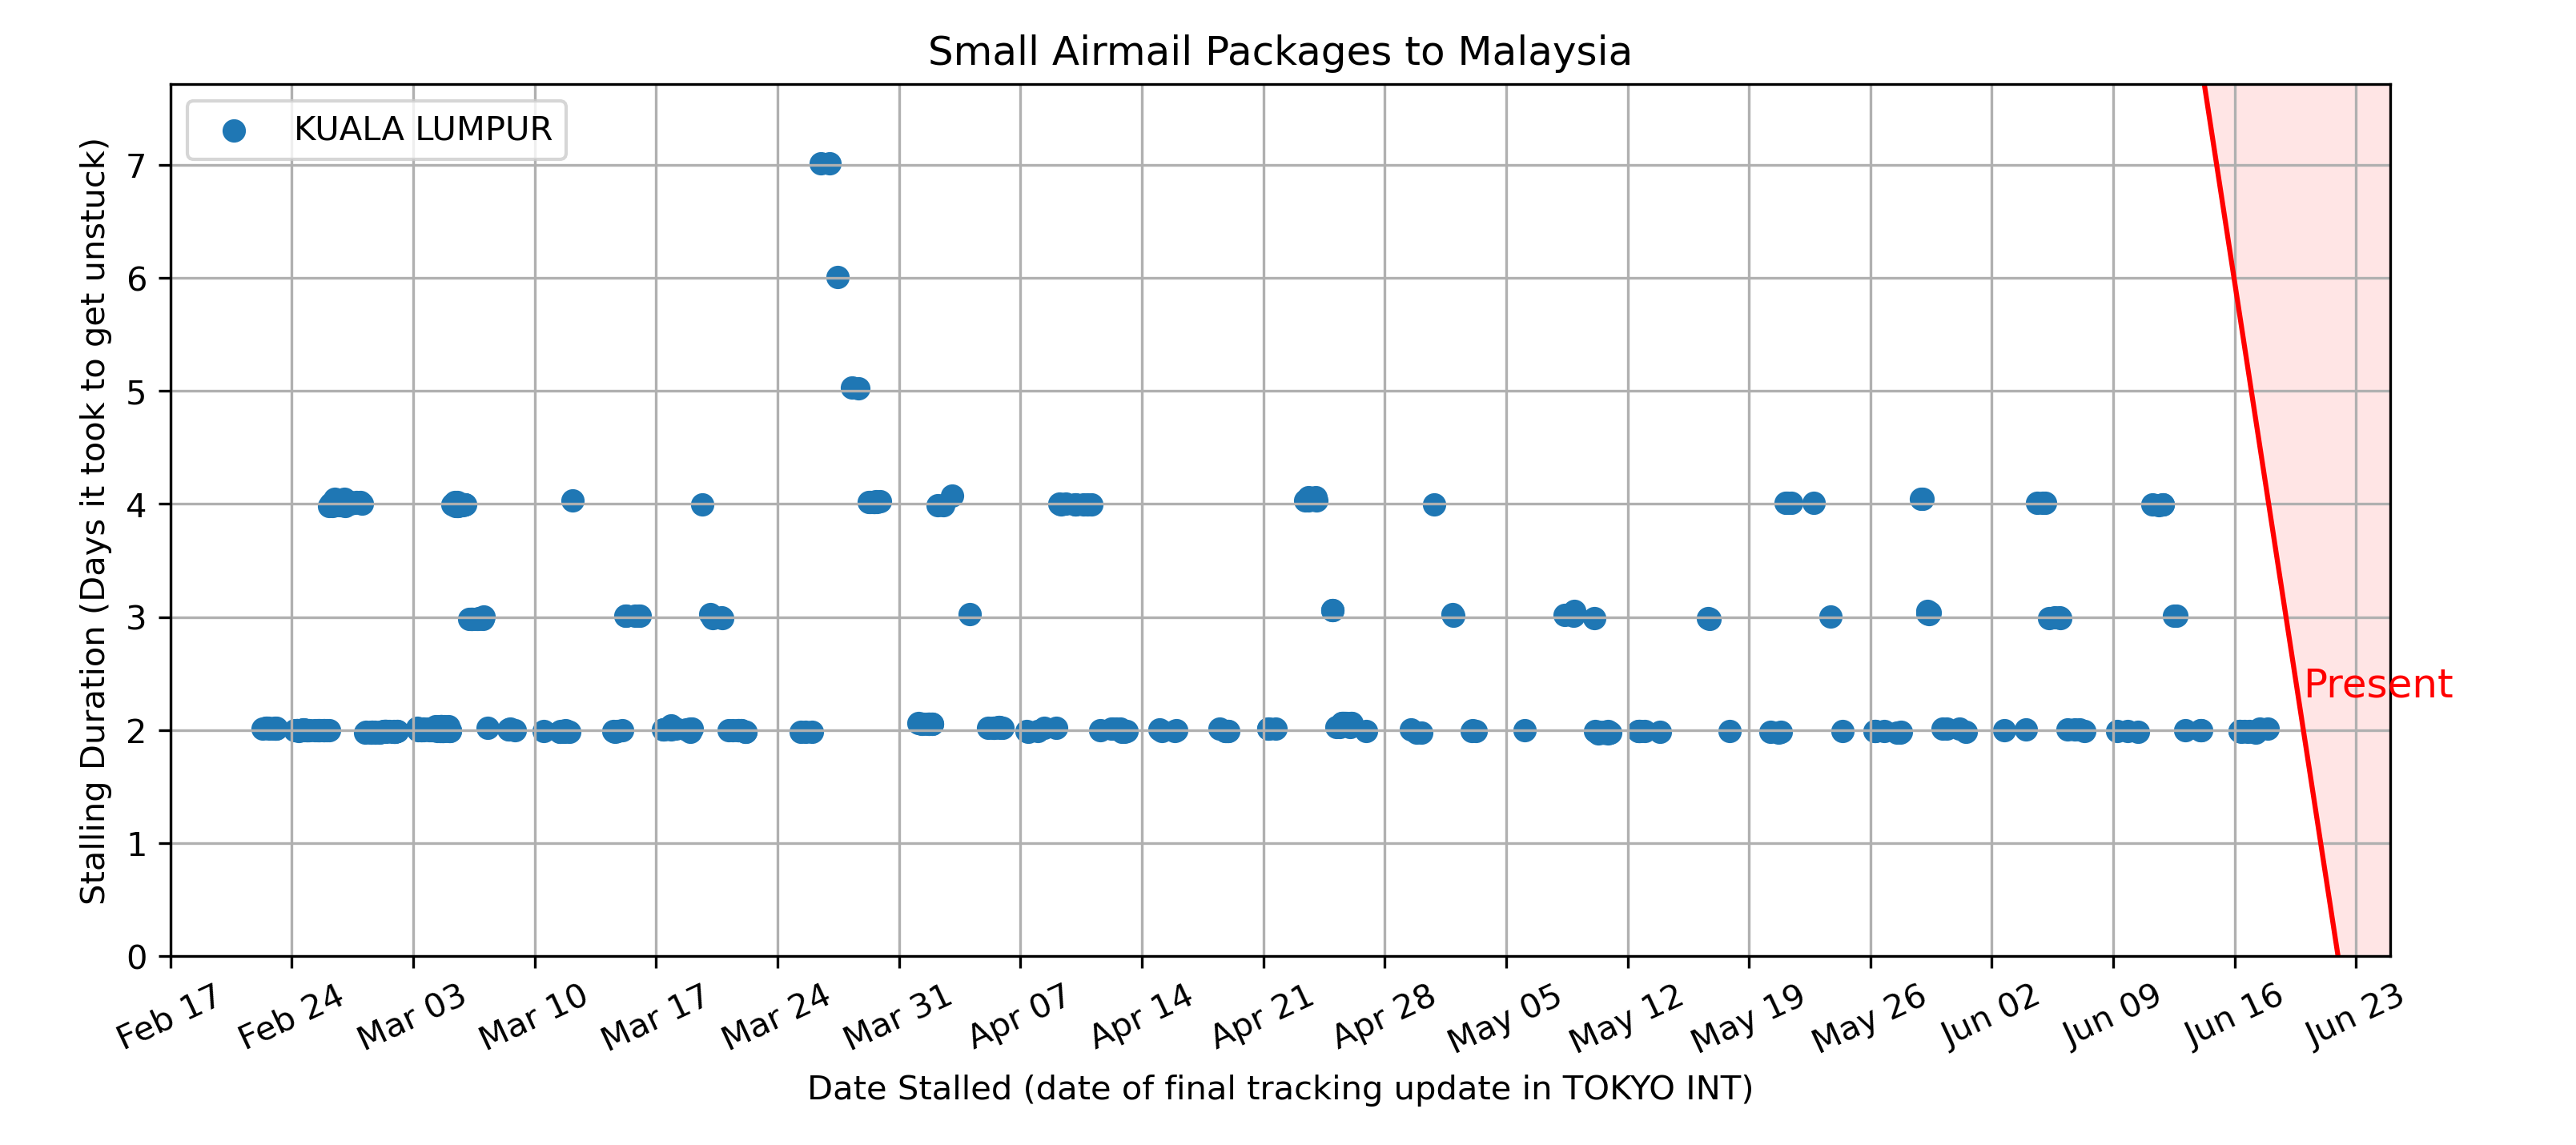 Small Airmail Packages to Malaysia
KUALA LUMPUR
Stalling Duration (Days it took to get unstuck)
7
6
5
4
3
2
1
0
Present
Feb 17
Feb 24
Mar 03
Mar 10
Mar 17
Mar 24
Mar 31
Apr 07
Apr 14
Apr 21
Apr 28
May 05
May 12
May 19
May 26
Jun 02
Jun 09
Jun 16
Jun 23
Date Stalled (date of final tracking update in TOKYO INT)